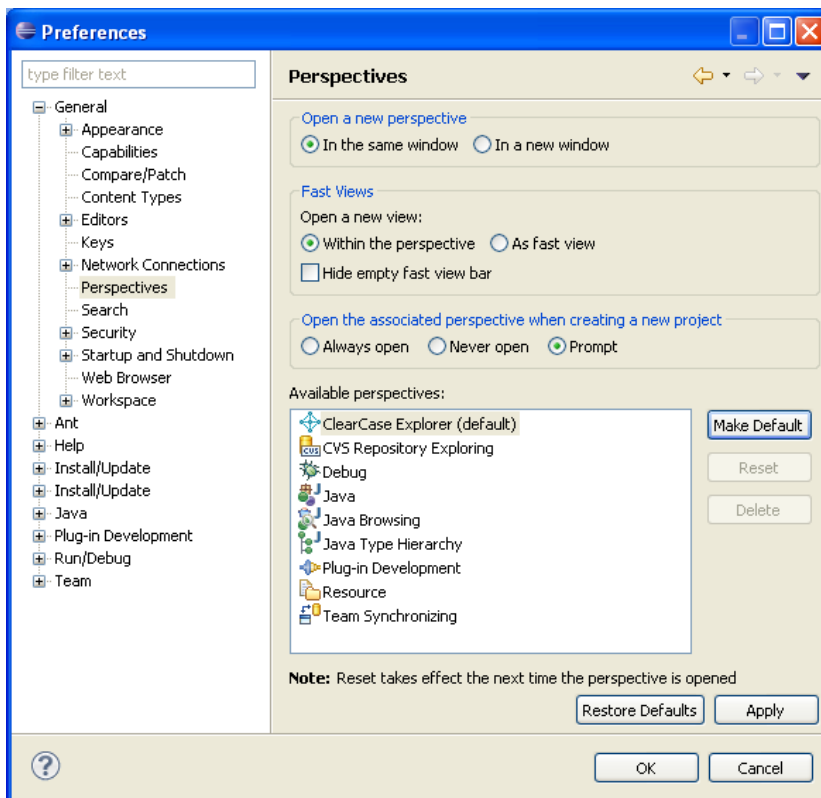 Preferences
type filter text
General
Appearance
Capabilities
Compare/Patch
Content Types
Editors
Keys
Network Connections
Perspectives
Search
Security
Startup and Shutdown
Web Browser
Workspace
Ant
Help
Install/Update
Install/Update
Java
Plug-in Development
Run/Debug
Team
Perspectives
Open a new perspective
In the same window In a new window
Fast Views
Open a new view:
Within the perspective As fast view
Hide empty fast view bar
Open the associated perspective when creating a new project
Always open Never open Prompt
Available perspectives:
ClearCase Explorer (default)
CVS Repository Exploring
Debug
Java
Java Browsing
Java Type Hierarchy
Plug-in Development
Resource
Team Synchronizing
Make Default
Reset
Delete
Note: Reset takes effect the next time the perspective is opened
Restore Defaults Apply
OK Cancel